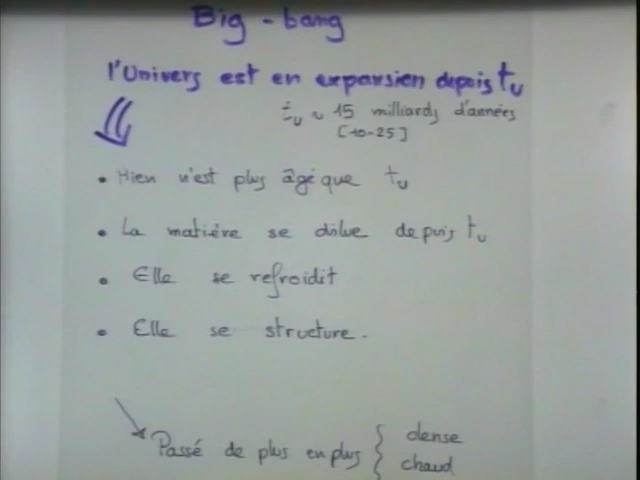 Big-bang
l'Univers est en expansion depuis tu
tu ~ 15 milliards d'années
[10-25]
• Rien n'est plus âgé que tu
• La matière se dilue depuis tu
• Elle se refroidit
• Elle se structure.
Passé de plus en plus { dense
chaud